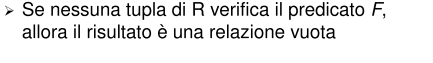 ➢ Se nessuna tupla di R verifica il predicato F,
allora il risultato è una relazione vuota